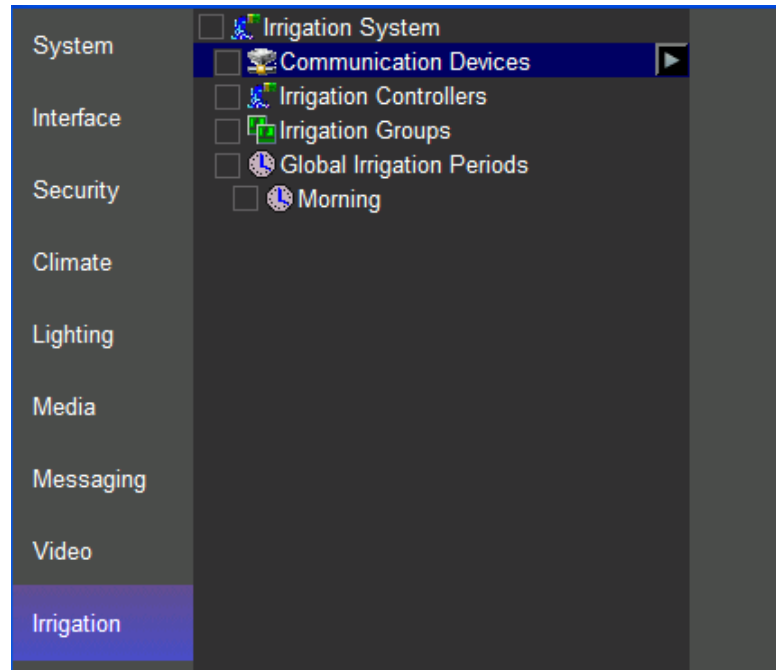 System
Interface
Security
Climate
Lighting
Media
Messaging
Video
Irrigation
Irrigation System
Communication Devices
Irrigation Controllers
Irrigation Groups
Global Irrigation Periods
Morning